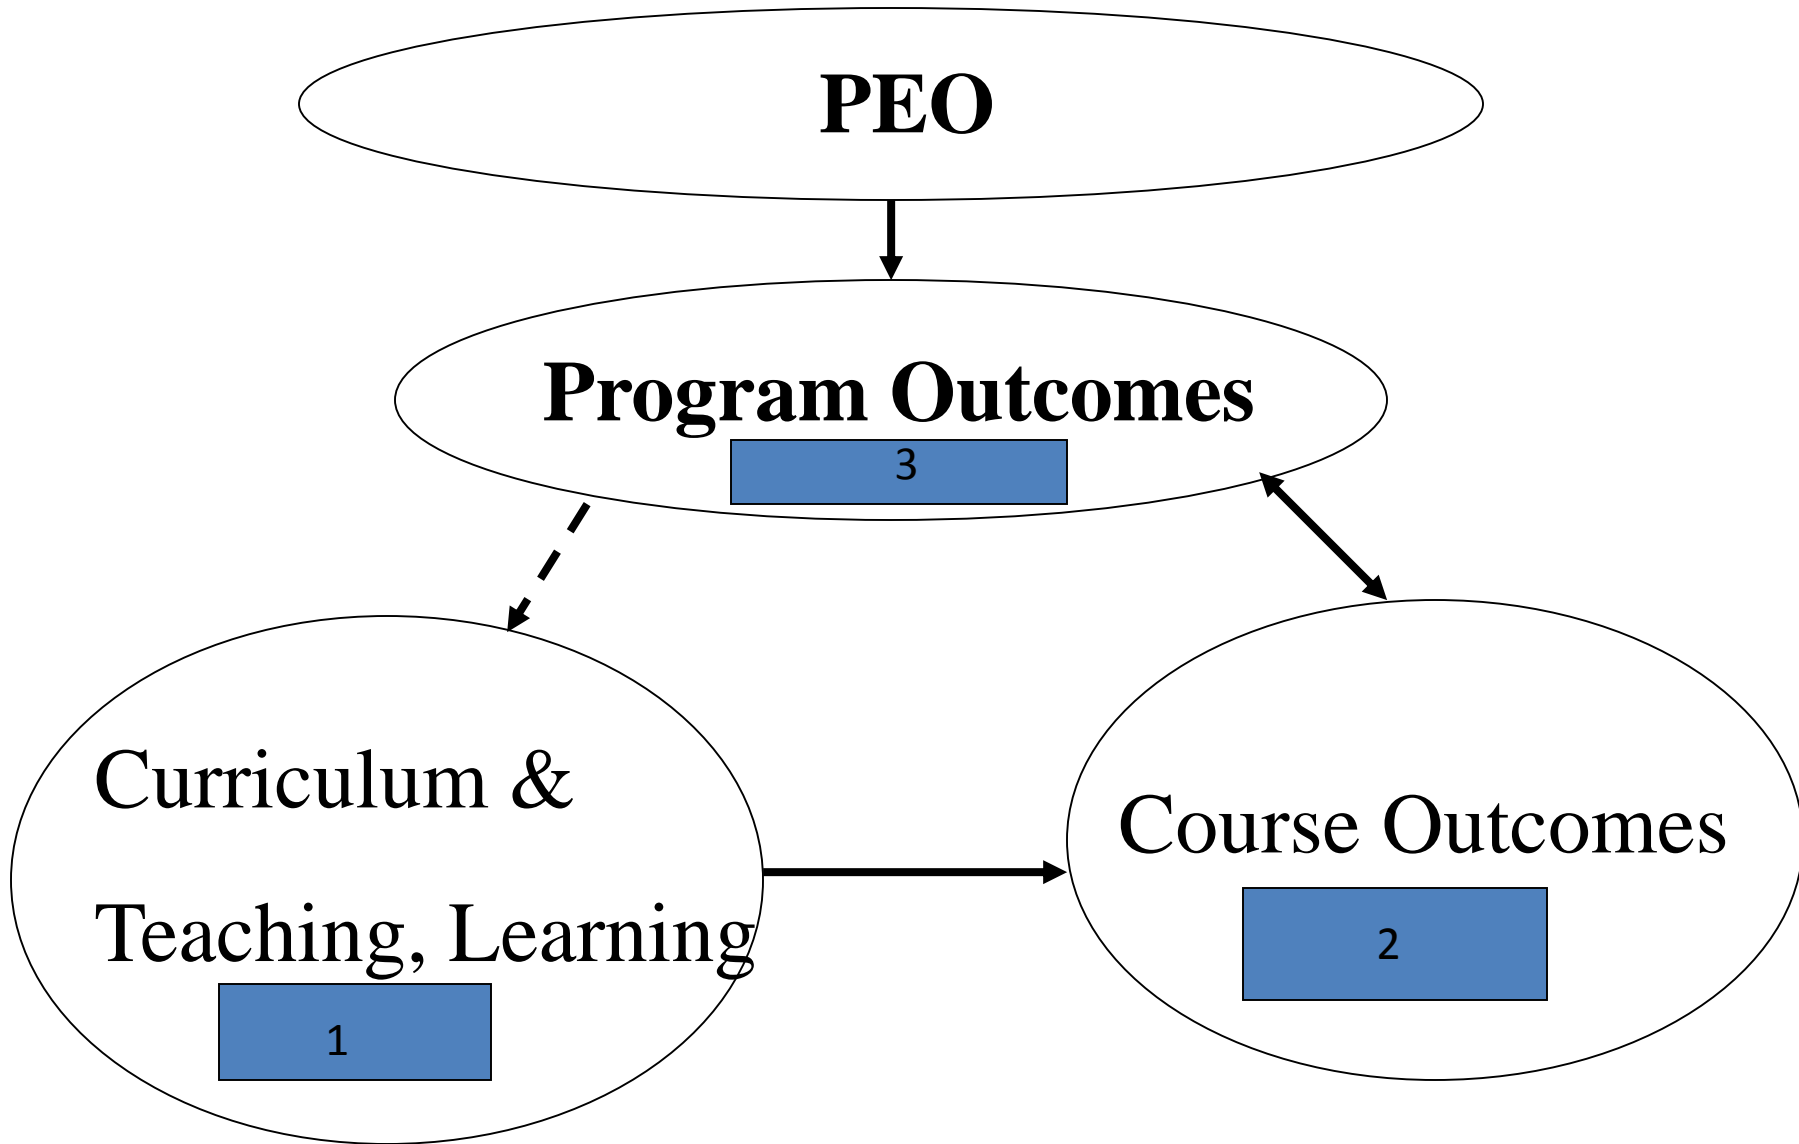 PEO
Program Outcomes
3
Curriculum &
Teaching, Learning
1
Course Outcomes
2